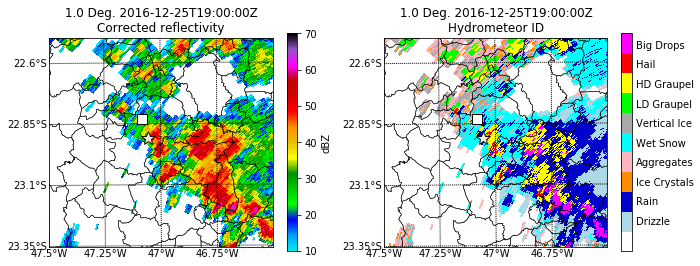 1.0 Deg. 2016-12-25T19:00:00Z
Corrected reflectivity
22.6°S
22.85°S
23.1°S
23.35°S
47.5°W
47.25°W
47°W
46.75°W
70
60
50
40
30
20
10
dBZ
1.0 Deg. 2016-12-25T19:00:00Z
Hydrometeor ID
22.6°S
22.85°S
23.1°S
23.35°S
47.5°W
47.25°W
47°W
46.75°W
Big Drops
Hail
HD Graupel
LD Graupel
Vertical Ice
Wet Snow
Aggregates
Ice Crystals
Rain
Drizzle